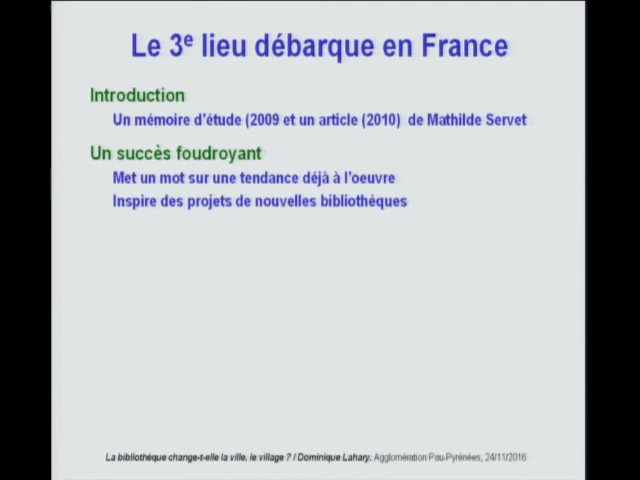 Le 3e lieu débarque en France
Introduction
Un mémoire d'étude (2009 et un article (2010) de Mathilde Servet
Un succès foudroyant
Met un mot sur une tendance déjà à l'oeuvre
Inspire des projets de nouvelles bibliothèques
La bibliothèque change-t-elle la ville, le village ? / Dominique Lahary, Agglomération Pau-Pyrénées, 24/11/2016